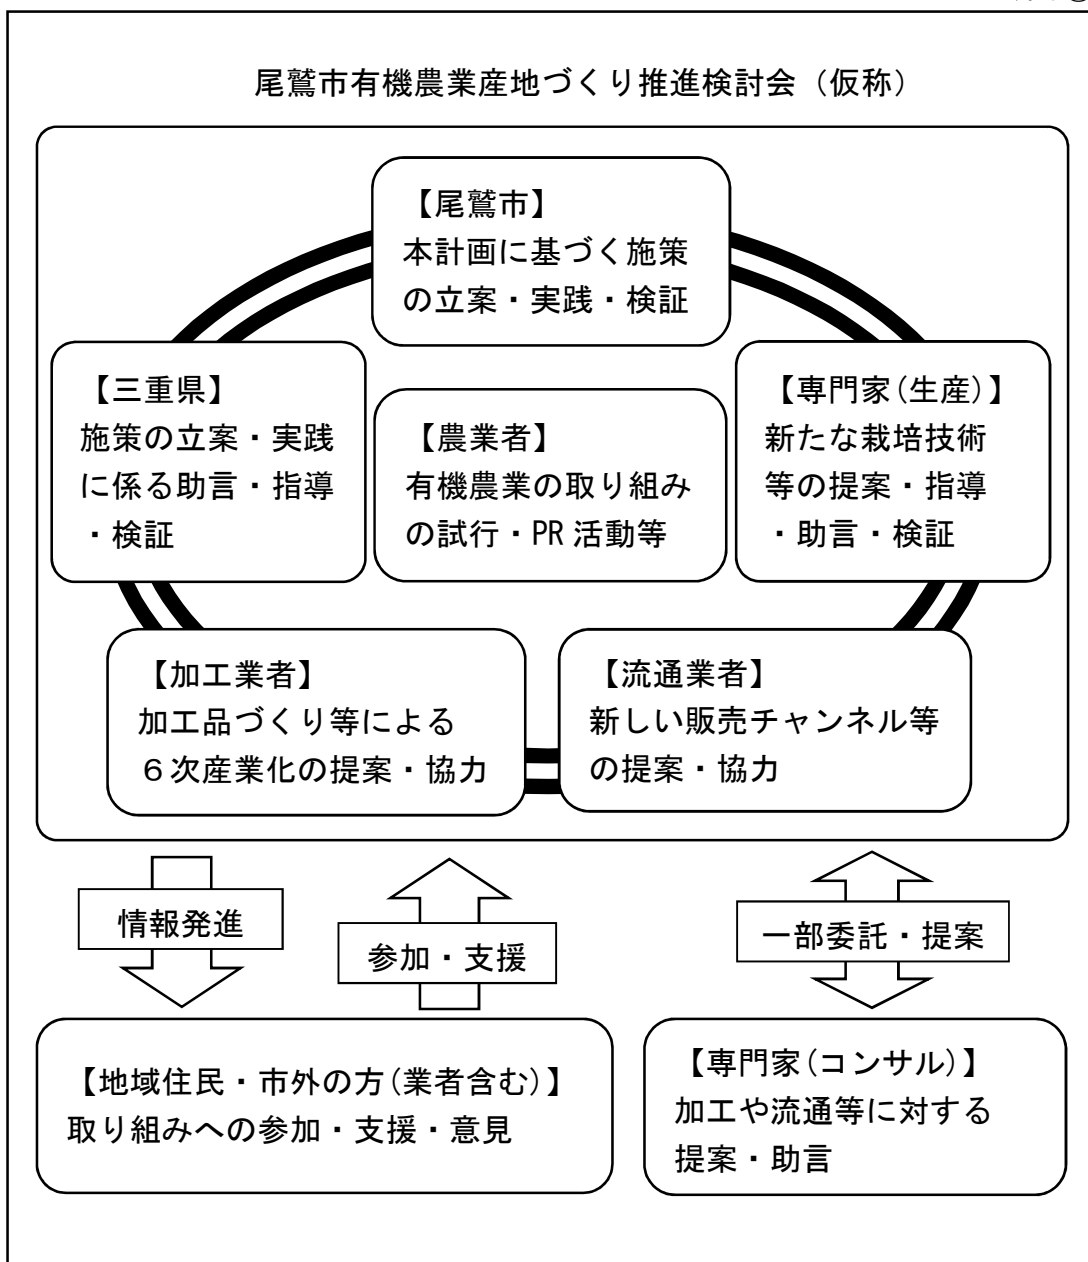 尾鷲市有機農業産地づくり推進検討会（仮称）
【尾鷲市】
本計画に基づく施策
の立案・実践・検証
【三重県】
施策の立案・実践
に係る助言・指導
・検証
【農業者】
有機農業の取り組み
の試行・PR 活動等
【専門家(生産)】
新たな栽培技術
等の提案・指導
・助言・検証
【加工業者】
加工品づくり等による
６次産業化の提案・協力
【流通業者】
新しい販売チャンネル等
の提案・協力
情報発進
参加・支援
一部委託・提案
【地域住民・市外の方(業者含む)】
取り組みへの参加・支援・意見
【専門家(コンサル)】
加工や流通等に対する
提案・助言